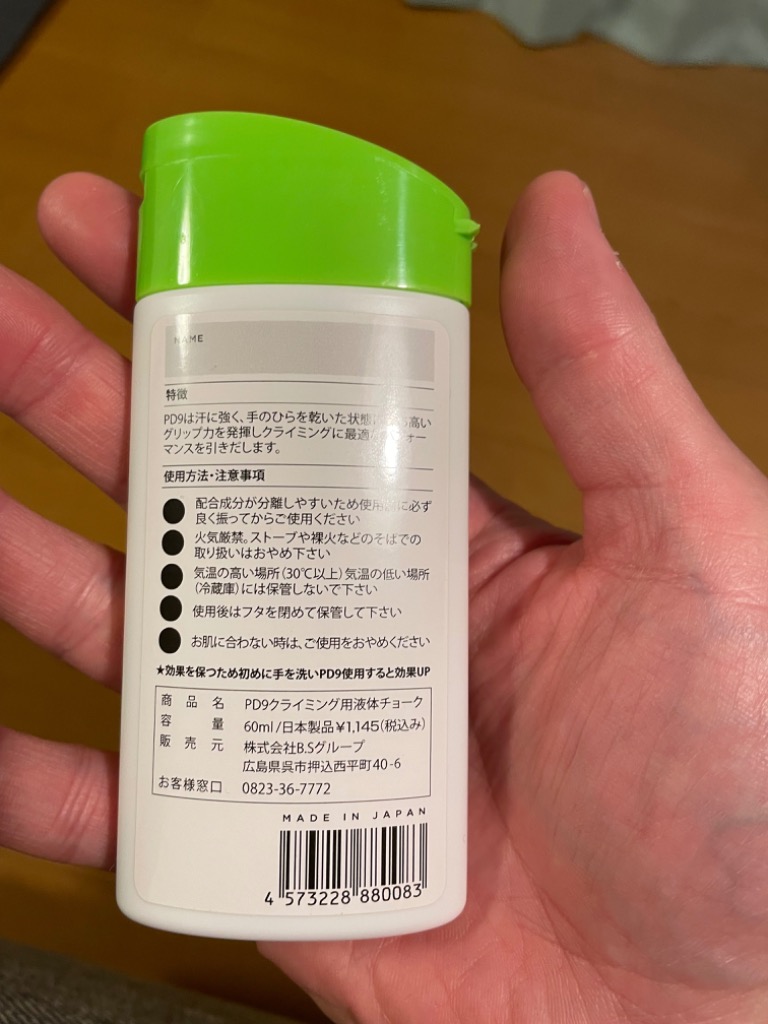 NAME
特徴
PD9は汗に強く、手のひらを乾いた状態 高い
グリップ力を発揮しクライミングに最適 ォー
マンスを引きだします。
使用方法・注意事項
配合成分が分離しやすいため使用 に必ず
良く振ってからご使用ください
火気厳禁。ストーブや裸火などのそばでの
取り扱いはおやめ下さい
気温の高い場所(30℃以上)気温の低い場所
(冷蔵庫)には保管しないで下さい
使用後はフタを閉めて保管して下さい
お肌に合わない時は、ご使用をおやめください
★効果を保つため初めに手を洗いPD9使用すると効果UP
商品名 PD9クライミング用液体チョーク
容量 60ml/日本製品¥1,145(税込み)
販売元 株式会社B.Sグループ
広島県呉市押込西平町40-6
お客様窓口 0823-36-7772
MADE IN JAPAN
4 573228 880083